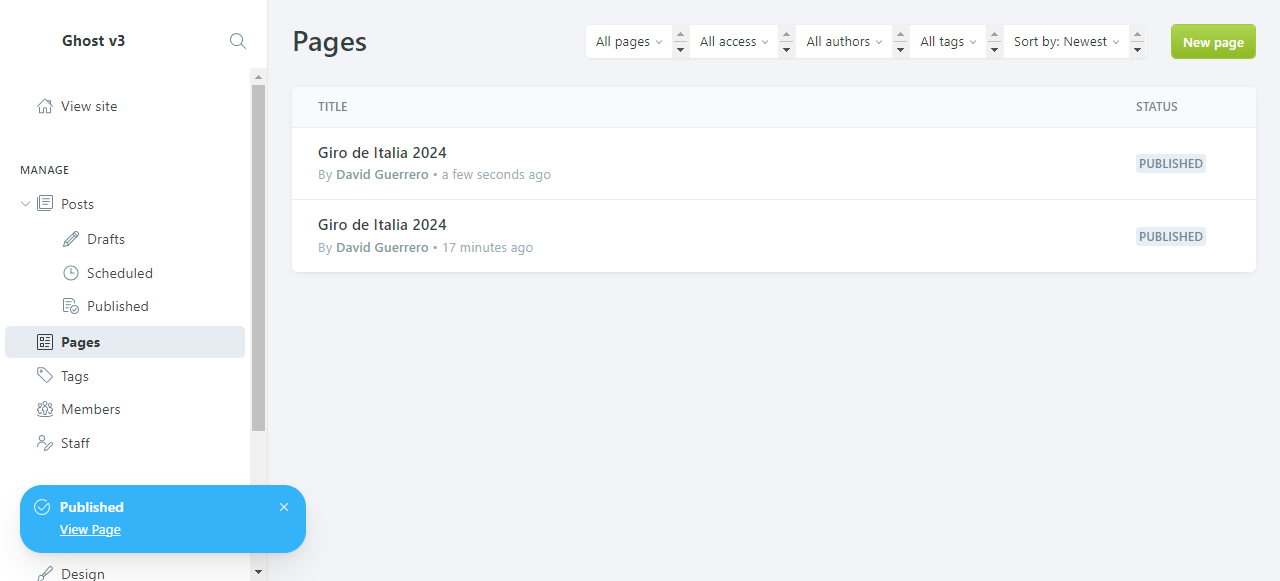 Ghost v3
View site
MANAGE
Posts
Drafts
Scheduled
Published
Pages
Tags
Members
Staff
Published
View Page
Design
Pages
All pages
All access
All authors
All tags
Sort by: Newest
New page
TITLE
STATUS
Giro de Italia 2024
By David Guerrero • a few seconds ago
PUBLISHED
Giro de Italia 2024
By David Guerrero • 17 minutes ago
PUBLISHED